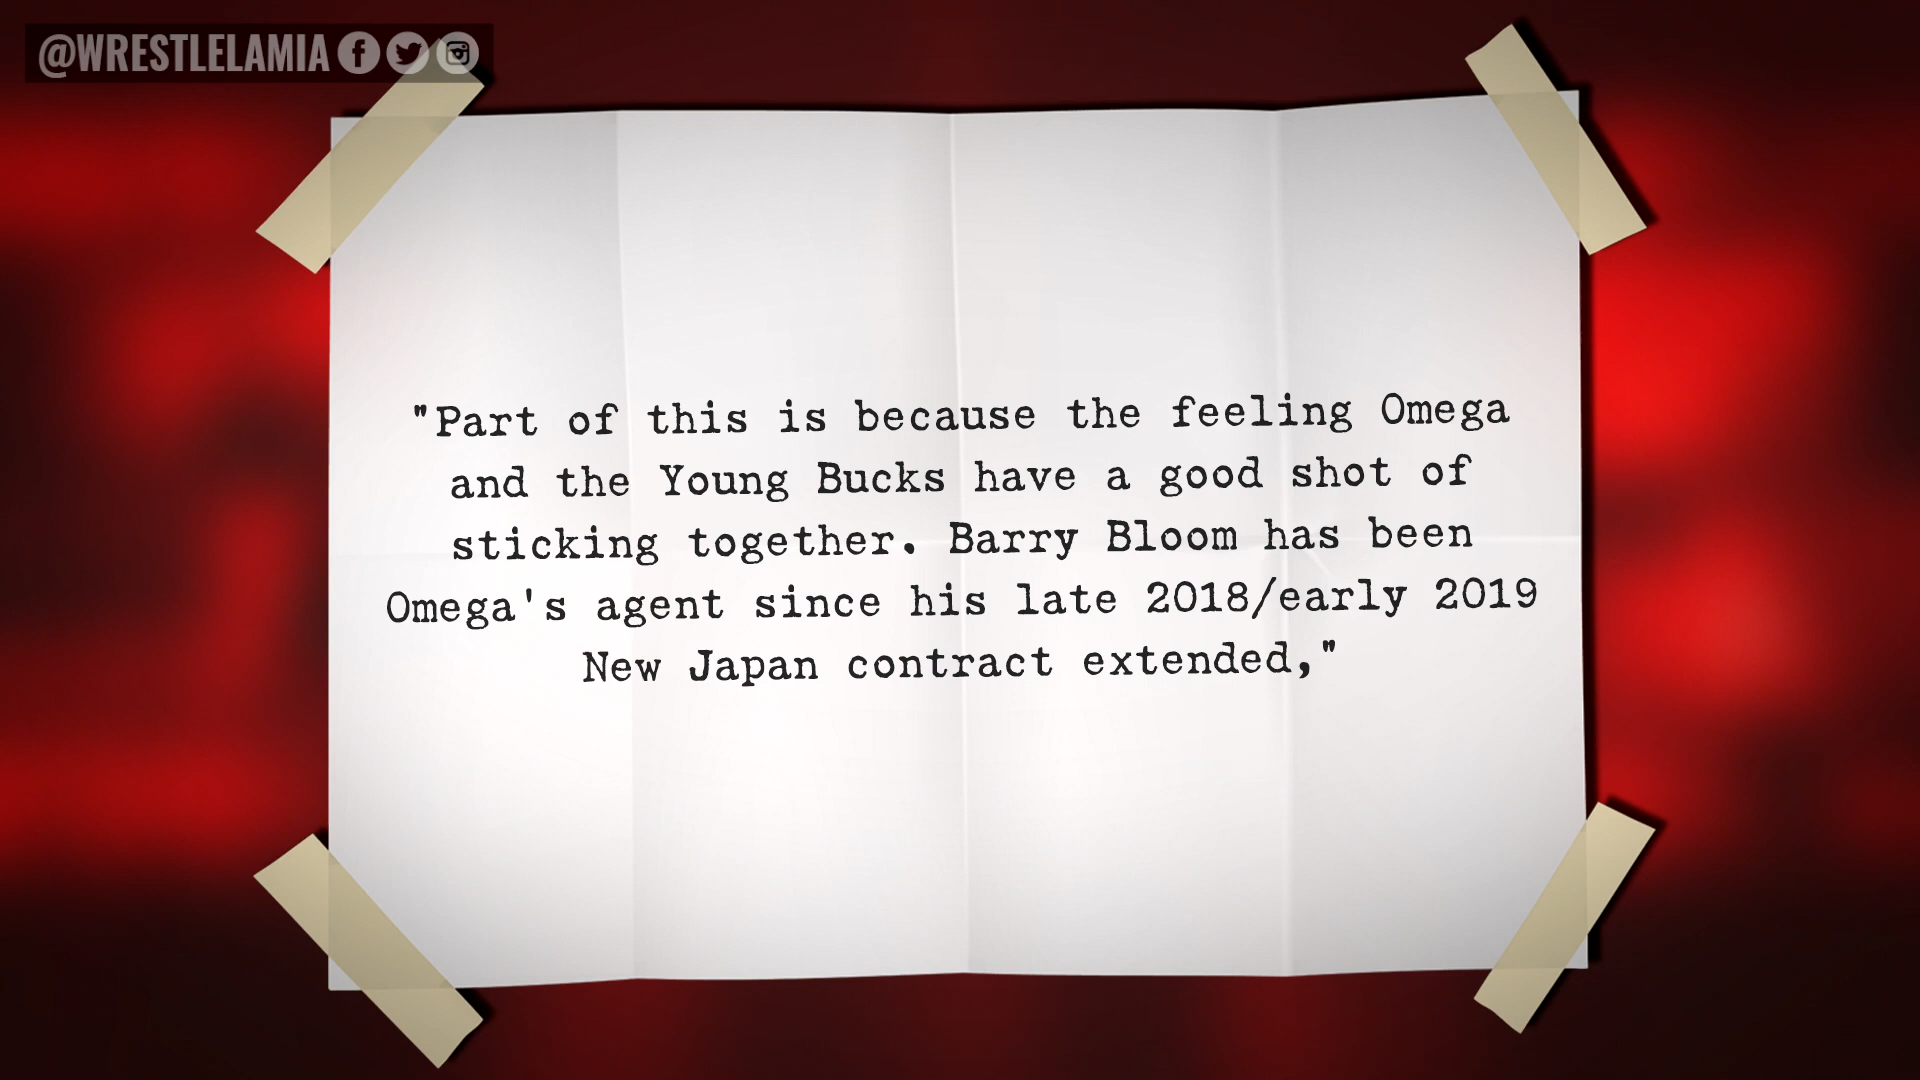 @WRESTLELAMIA
"Part of this is because the feeling Omega
and the Young Bucks have a good shot of
sticking together. Barry Bloom has been
Omega's agent since his late 2018/early 2019
New Japan contract extended,"